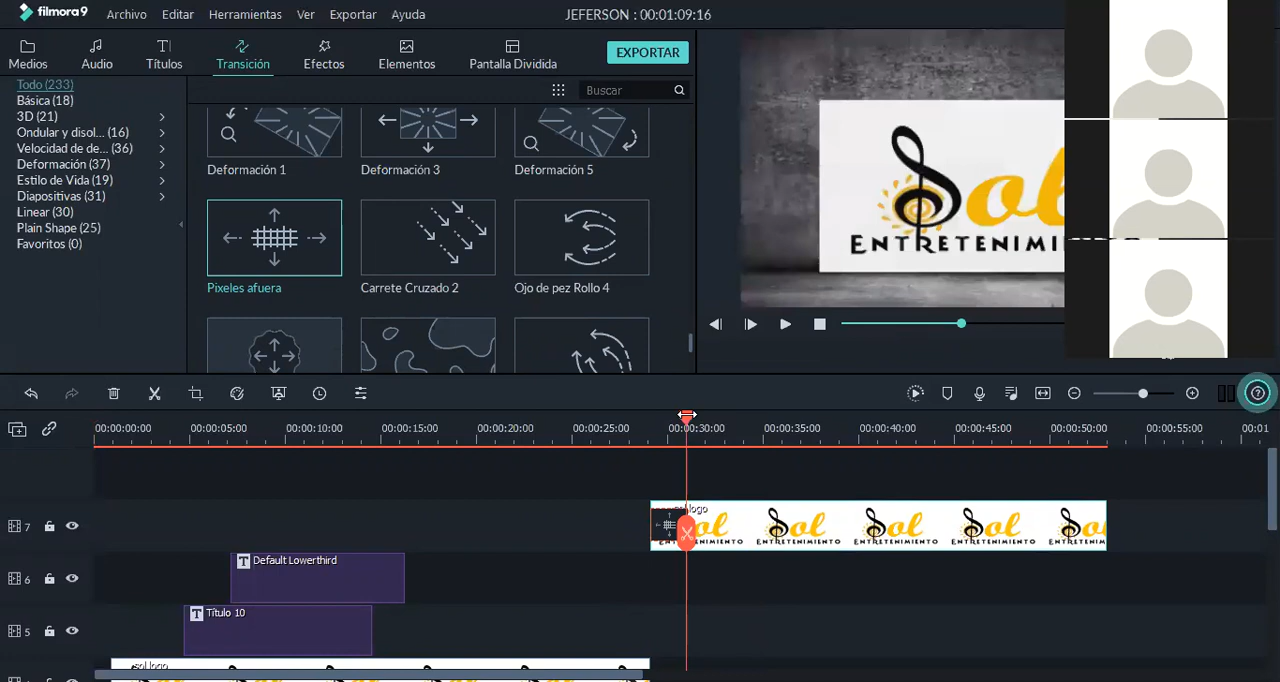 filmora9
Archivo Editar Herramientas Ver Exportar Ayuda
JEFERSON : 00:01:09:16
Medios Audio Títulos Transición Efectos Elementos Pantalla Dividida
EXPORTAR
Todo (233)
Básica (18)
3D (21)
Ondular y disol... (16)
Velocidad de de... (36)
Deformación (37)
Estilo de Vida (19)
Diapositivas (31)
Linear (30)
Plain Shape (25)
Favoritos (0)
Buscar
Deformación 1 Deformación 3 Deformación 5
Pixeles afuera Carrete Cruzado 2 Ojo de pez Rollo 4
Sol
ENTRETENIMI
00:00:00:00 00:00:05:00 00:00:10:00 00:00:15:00 00:00:20:00 00:00:25:00 00:00:30:00 00:00:35:00 00:00:40:00 00:00:45:00 00:00:50:00 00:00:55:00 00:01
7
logo
ol Sol Sol Sol Sol
ENTRETENIMIENTO ENTRETENIMIENTO ENTRETENIMIENTO
6
T Default Lowerthird
5
T Título 10
sol logo